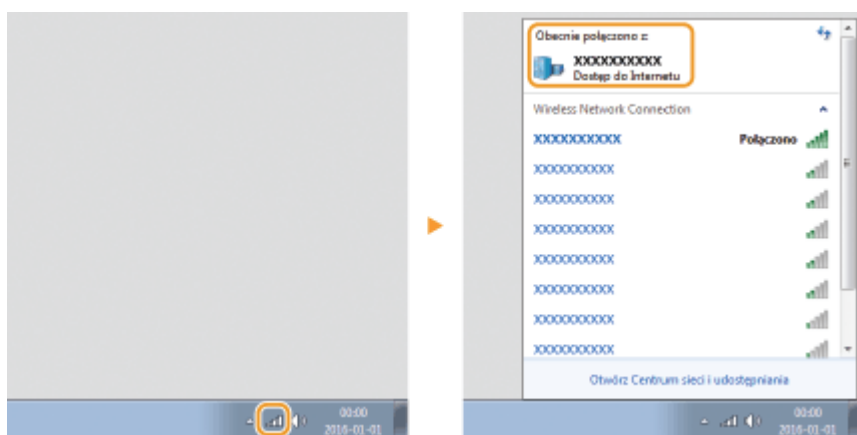 00:00
2016-01-01
Obecnie połączono z:
XXXXXXXXXX
Dostęp do Internetu
Wireless Network Connection
XXXXXXXXXX Połączono
XXXXXXXXXX
XXXXXXXXXX
XXXXXXXXXX
XXXXXXXXXX
XXXXXXXXXX
XXXXXXXXXX
XXXXXXXXXX
Otwórz Centrum sieci i udostępniania
00:00
2016-01-01